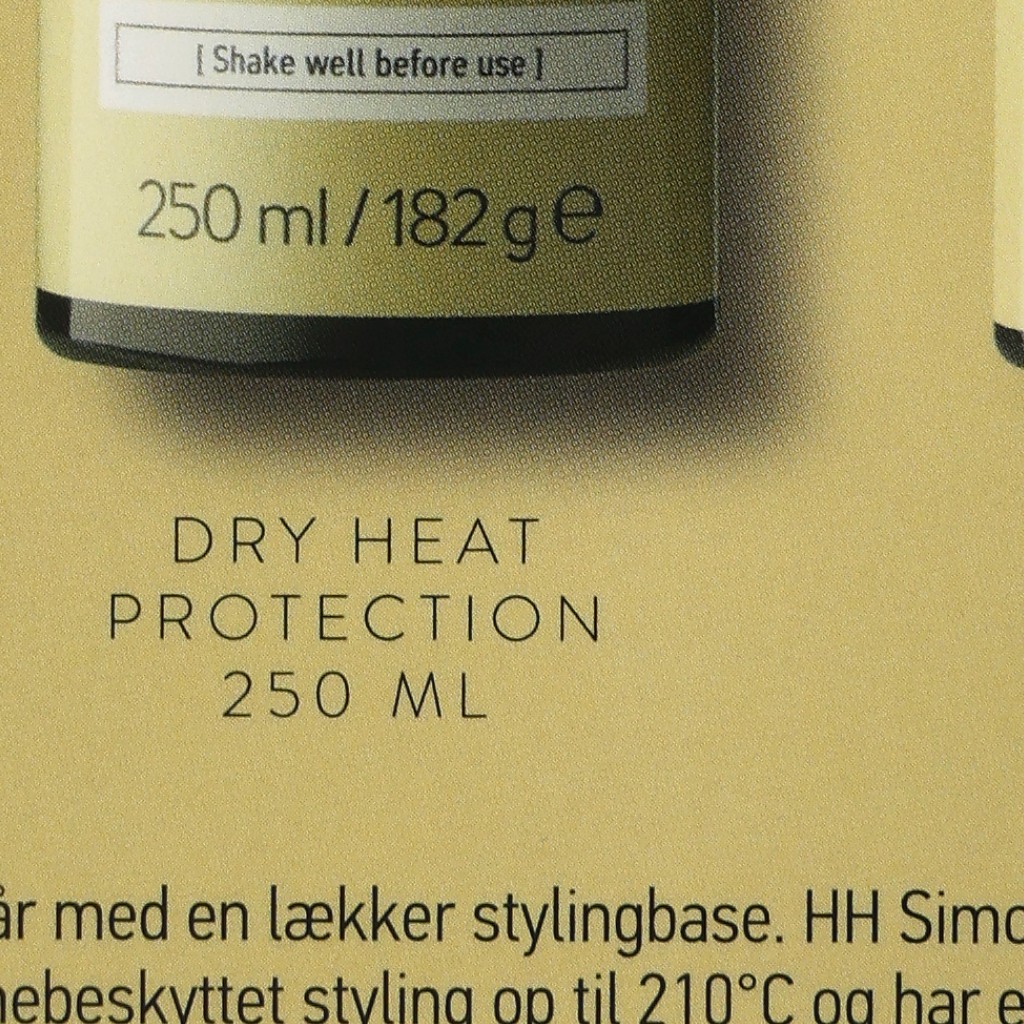 [ Shake well before use ]
250 ml / 182 g e
DRY HEAT
PROTECTION
250 ML
år med en lækker stylingbase. HH Simo
nebeskyttet styling op til 210°C og har e